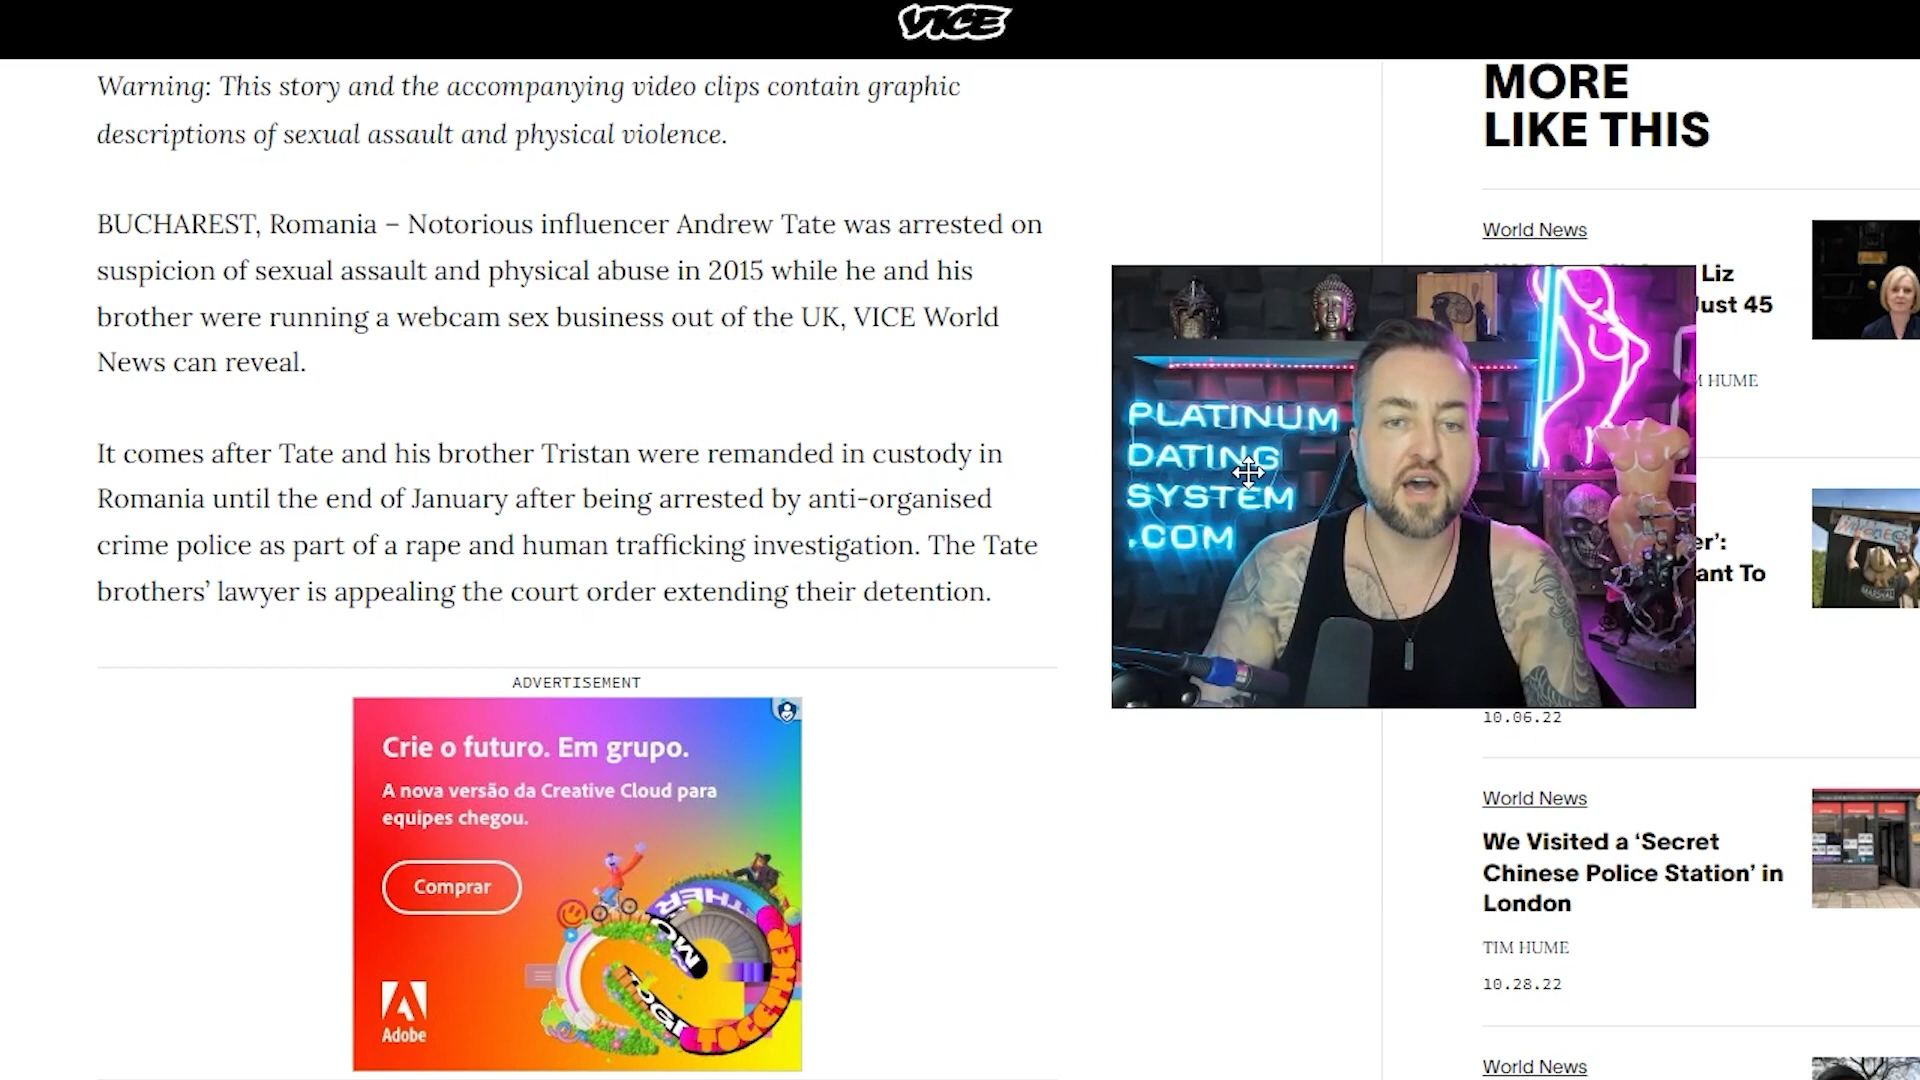 VICE
Warning: This story and the accompanying video clips contain graphic
descriptions of sexual assault and physical violence.
BUCHAREST, Romania – Notorious influencer Andrew Tate was arrested on
suspicion of sexual assault and physical abuse in 2015 while he and his
brother were running a webcam sex business out of the UK, VICE World
News can reveal.
It comes after Tate and his brother Tristan were remanded in custody in
Romania until the end of January after being arrested by anti-organised
crime police as part of a rape and human trafficking investigation. The Tate
brothers’ lawyer is appealing the court order extending their detention.
ADVERTISEMENT
Crie o futuro. Em grupo.
A nova versão da Creative Cloud para
equipes chegou.
Comprar
Adobe
TOGETHER
PLATINUM
DATING
SYSTEM
.COM
MORE
LIKE THIS
World News
Liz
Just 45
HUME
er’:
ant To
MARSHAL
10.06.22
World News
We Visited a ‘Secret
Chinese Police Station’ in
London
TIM HUME
10.28.22
World News